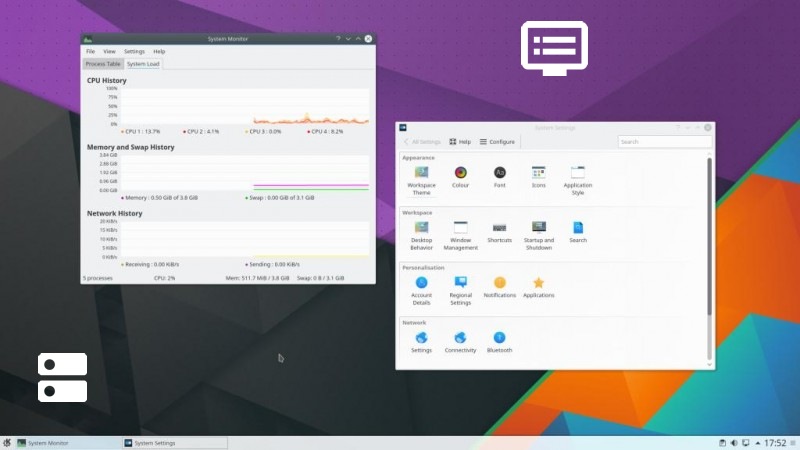 System Monitor
File View Settings Help
Process Table System Load
CPU History
100%
75%
50%
25%
0%
CPU 1 : 13.7% CPU 2 : 4.1% CPU 3 : 0.0% CPU 4 : 8.2%
Memory and Swap History
3.84 GiB
2.88 GiB
1.92 GiB
0.96 GiB
0.00 GiB
Memory : 0.50 GiB of 3.8 GiB Swap : 0.00 GiB of 3.1 GiB
Network History
20 KiB/s
15 KiB/s
10 KiB/s
5 KiB/s
0 KiB/s
Receiving : 0.00 KiB/s Sending : 0.00 KiB/s
5 processes CPU: 2% Mem: 511.7 MiB / 3.8 GiB Swap: 0 B / 3.1 GiB
System Settings
All Settings Help Configure Search
Appearance
Workspace Theme Colour Font Icons Application Style
Workspace
Desktop Behavior Window Management Shortcuts Startup and Shutdown Search
Personalisation
Account Details Regional Settings Notifications Applications
Network
Settings Connectivity Bluetooth
System Monitor System Settings 17:52